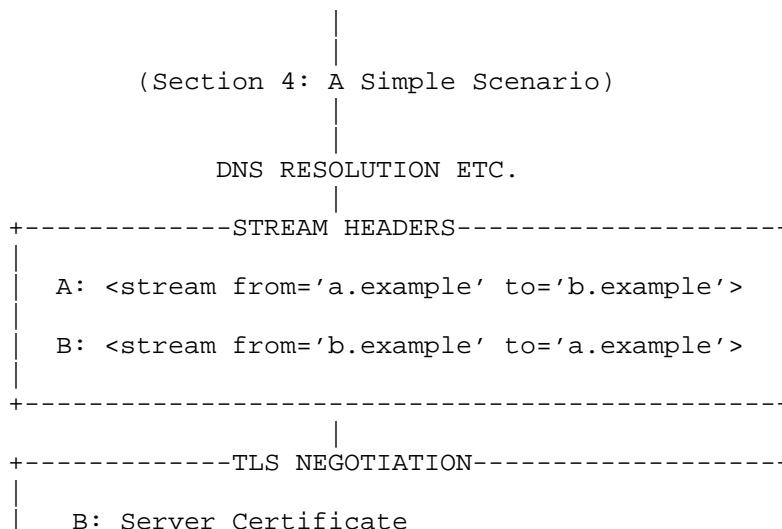 |
|
(Section 4: A Simple Scenario)
|
|
DNS RESOLUTION ETC.
|
+-------------STREAM HEADERS---------------------
|
| A: <stream from='a.example' to='b.example'>
|
| B: <stream from='b.example' to='a.example'>
|
+------------------------------------------------
|
+-------------TLS NEGOTIATION--------------------
|
| B: Server Certificate